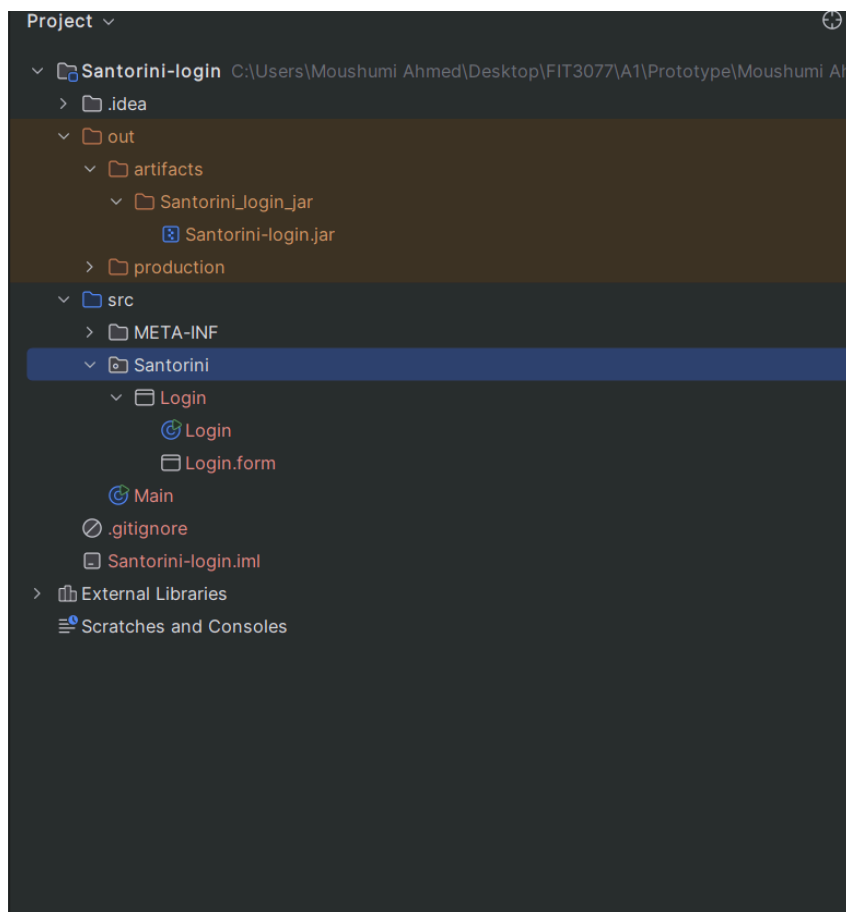 Project
Santorini-login C:\Users\Moushumi Ahmed\Desktop\FIT3077\A1\Prototype\Moushumi
.idea
out
artifacts
Santorini_login_jar
Santorini-login.jar
production
src
META-INF
Santorini
Login
Login
Login.form
Main
.gitignore
Santorini-login.iml
External Libraries
Scratches and Consoles